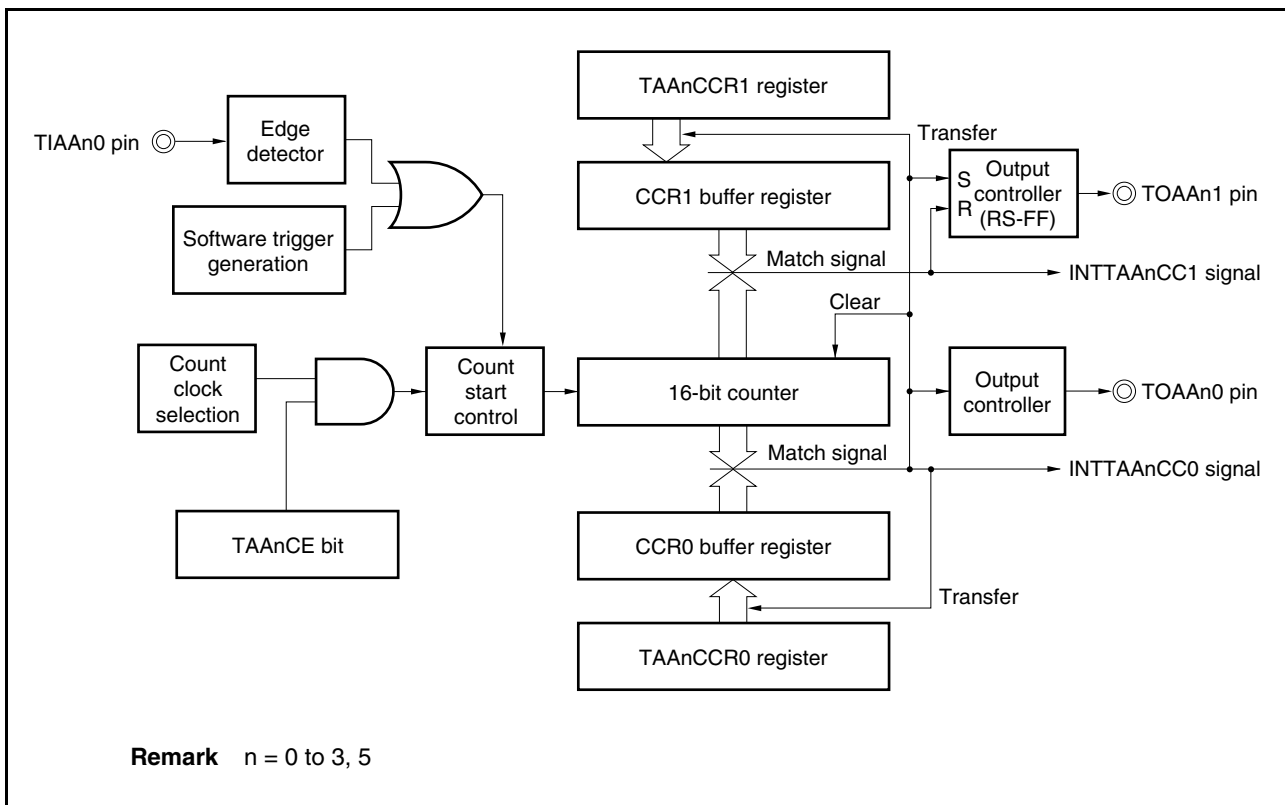 TAAnCCR1 register
TIAAn0 pin
Edge
detector
Transfer
CCR1 buffer register
S
R
Output
controller
(RS-FF)
TOAAn1 pin
Software trigger
generation
Match signal
INTTAAnCC1 signal
Clear
Count
clock
selection
Count
start
control
16-bit counter
Output
controller
TOAAn0 pin
Match signal
INTTAAnCC0 signal
TAAnCE bit
CCR0 buffer register
Transfer
TAAnCCR0 register
Remark n = 0 to 3, 5